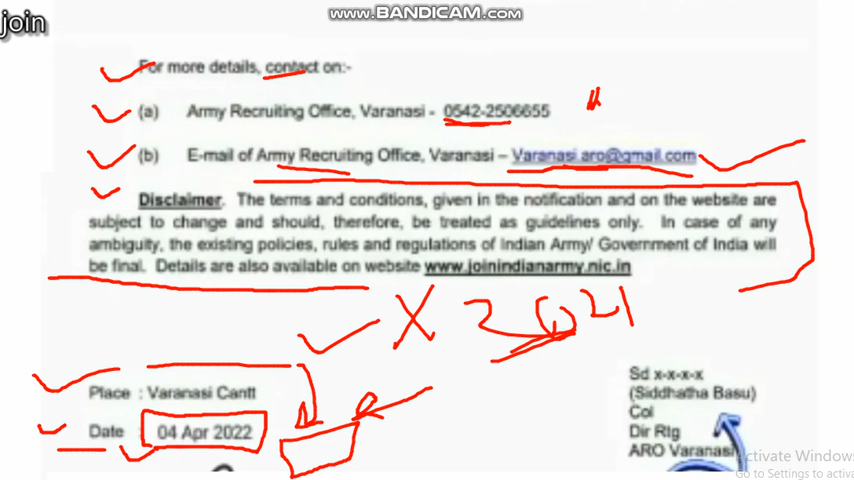 www.BANDICAM.com
join
For more details, contact on:-
(a) Army Recruiting Office, Varanasi - 0542-2506655
(b) E-mail of Army Recruiting Office, Varanasi – Varanasi.aro@gmail.com
Disclaimer. The terms and conditions, given in the notification and on the website are
subject to change and should, therefore, be treated as guidelines only. In case of any
ambiguity, the existing policies, rules and regulations of Indian Army/ Government of India will
be final. Details are also available on website www.joinindianarmy.nic.in
X 2021
Sd x-x-x-x
(Siddhatha Basu)
Col
Dir Rtg
ARO Varanasi
Place : Varanasi Cantt
Date : 04 Apr 2022
Activate Windows
Go to Settings to activa